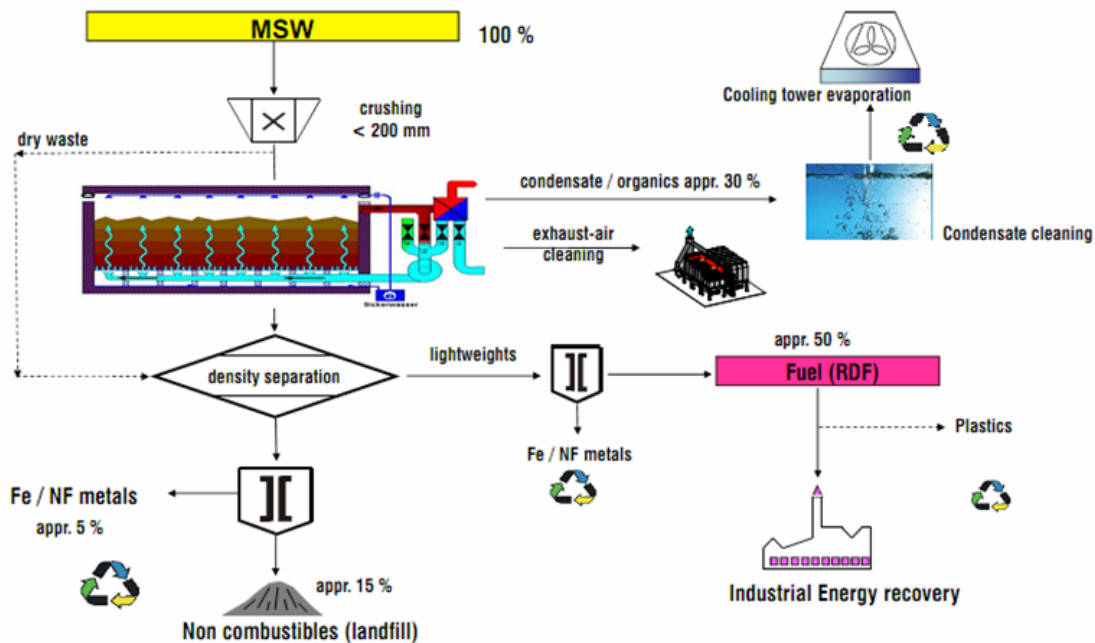 MSW
100 %
crushing
< 200 mm
dry waste
Cooling tower evaporation
condensate / organics appr. 30 %
Condensate cleaning
exhaust-air
cleaning
Sickerwasser
density separation
lightweights
appr. 50 %
Fuel (RDF)
Plastics
Fe / NF metals
Fe / NF metals
appr. 5 %
appr. 15 %
Non combustibles (landfill)
Industrial Energy recovery